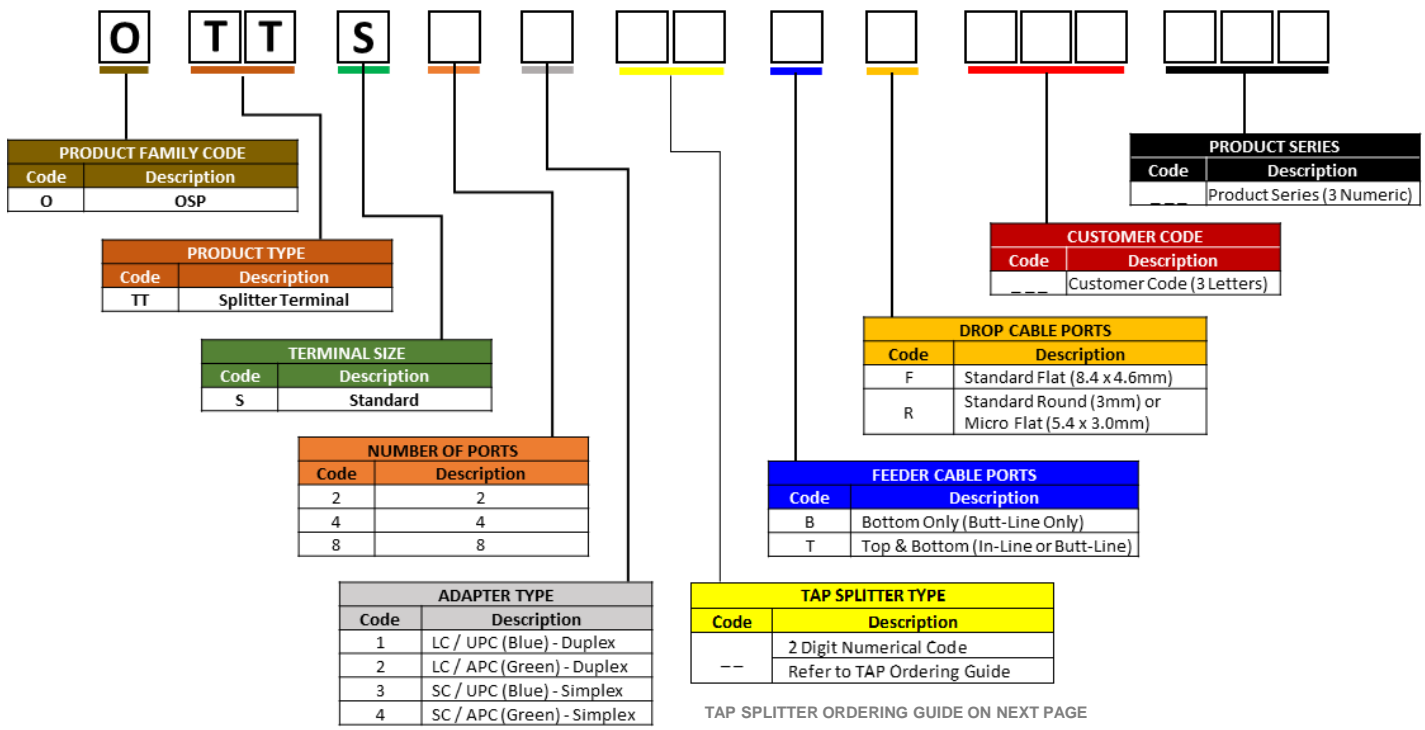 O T T S
PRODUCT FAMILY CODE
Code Description
O OSP
PRODUCT TYPE
Code Description
TT Splitter Terminal
TERMINAL SIZE
Code Description
S Standard
NUMBER OF PORTS
Code Description
2 2
4 4
8 8
ADAPTER TYPE
Code Description
1 LC / UPC (Blue) - Duplex
2 LC / APC (Green) - Duplex
3 SC / UPC (Blue) - Simplex
4 SC / APC (Green) - Simplex
TAP SPLITTER TYPE
Code Description
_ _ 2 Digit Numerical Code
Refer to TAP Ordering Guide
TAP SPLITTER ORDERING GUIDE ON NEXT PAGE
FEEDER CABLE PORTS
Code Description
B Bottom Only (Butt-Line Only)
T Top & Bottom (In-Line or Butt-Line)
DROP CABLE PORTS
Code Description
F Standard Flat (8.4 x 4.6mm)
R Standard Round (3mm) or
Micro Flat (5.4 x 3.0mm)
CUSTOMER CODE
Code Description
_ _ _ Customer Code (3 Letters)
PRODUCT SERIES
Code Description
_ _ _ Product Series (3 Numeric)